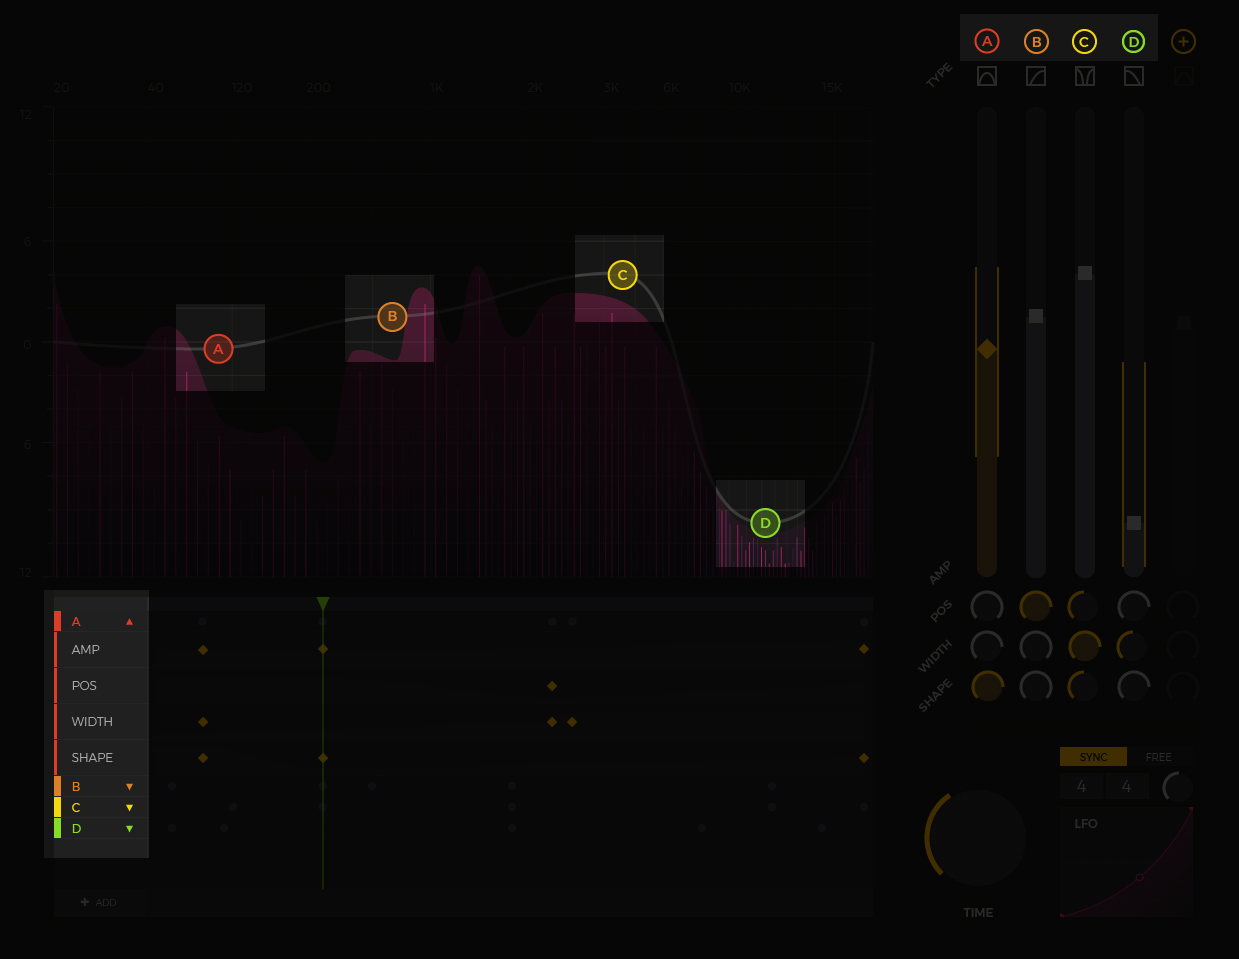 A B C D +
TYPE
20 40 120 200 1K 2K 3K 6K 10K 15K
12
6
0
6
12
A
B
C
D
AMP
POS
WIDTH
SHAPE
A
AMP
POS
WIDTH
SHAPE
B
C
D
ADD
SYNC FREE
4 4
LFO
TIME